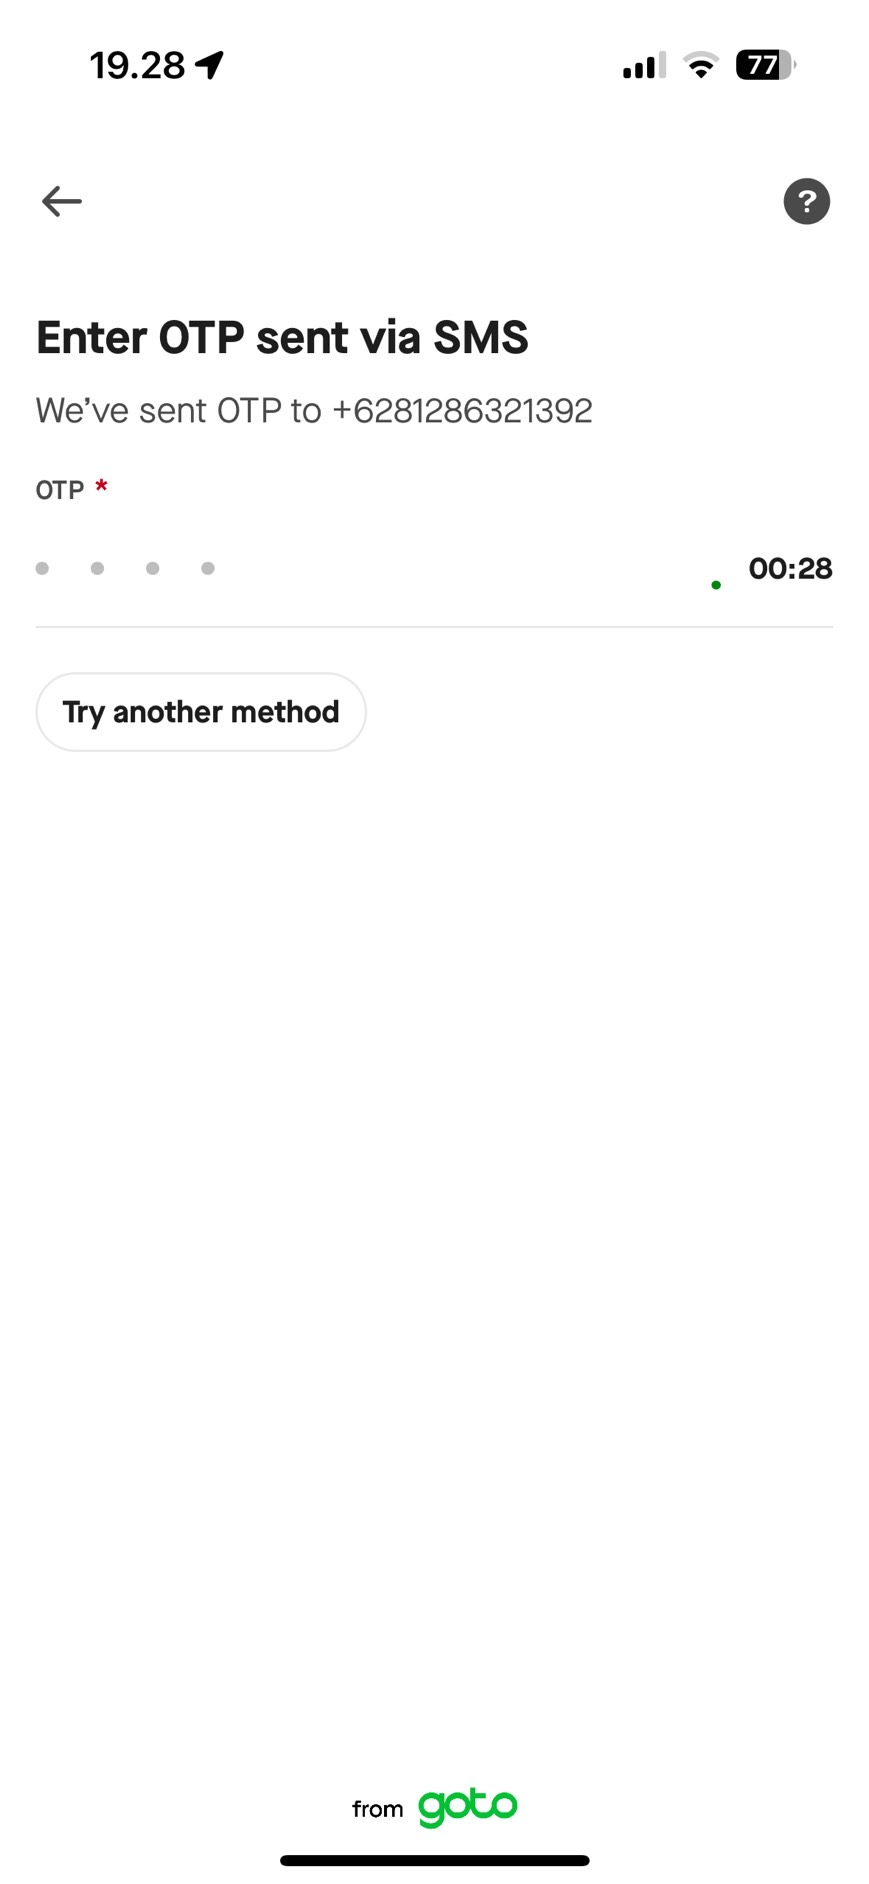 19.28
77
?
Enter OTP sent via SMS
We've sent OTP to +6281286321392
OTP *
00:28
Try another method
from goto